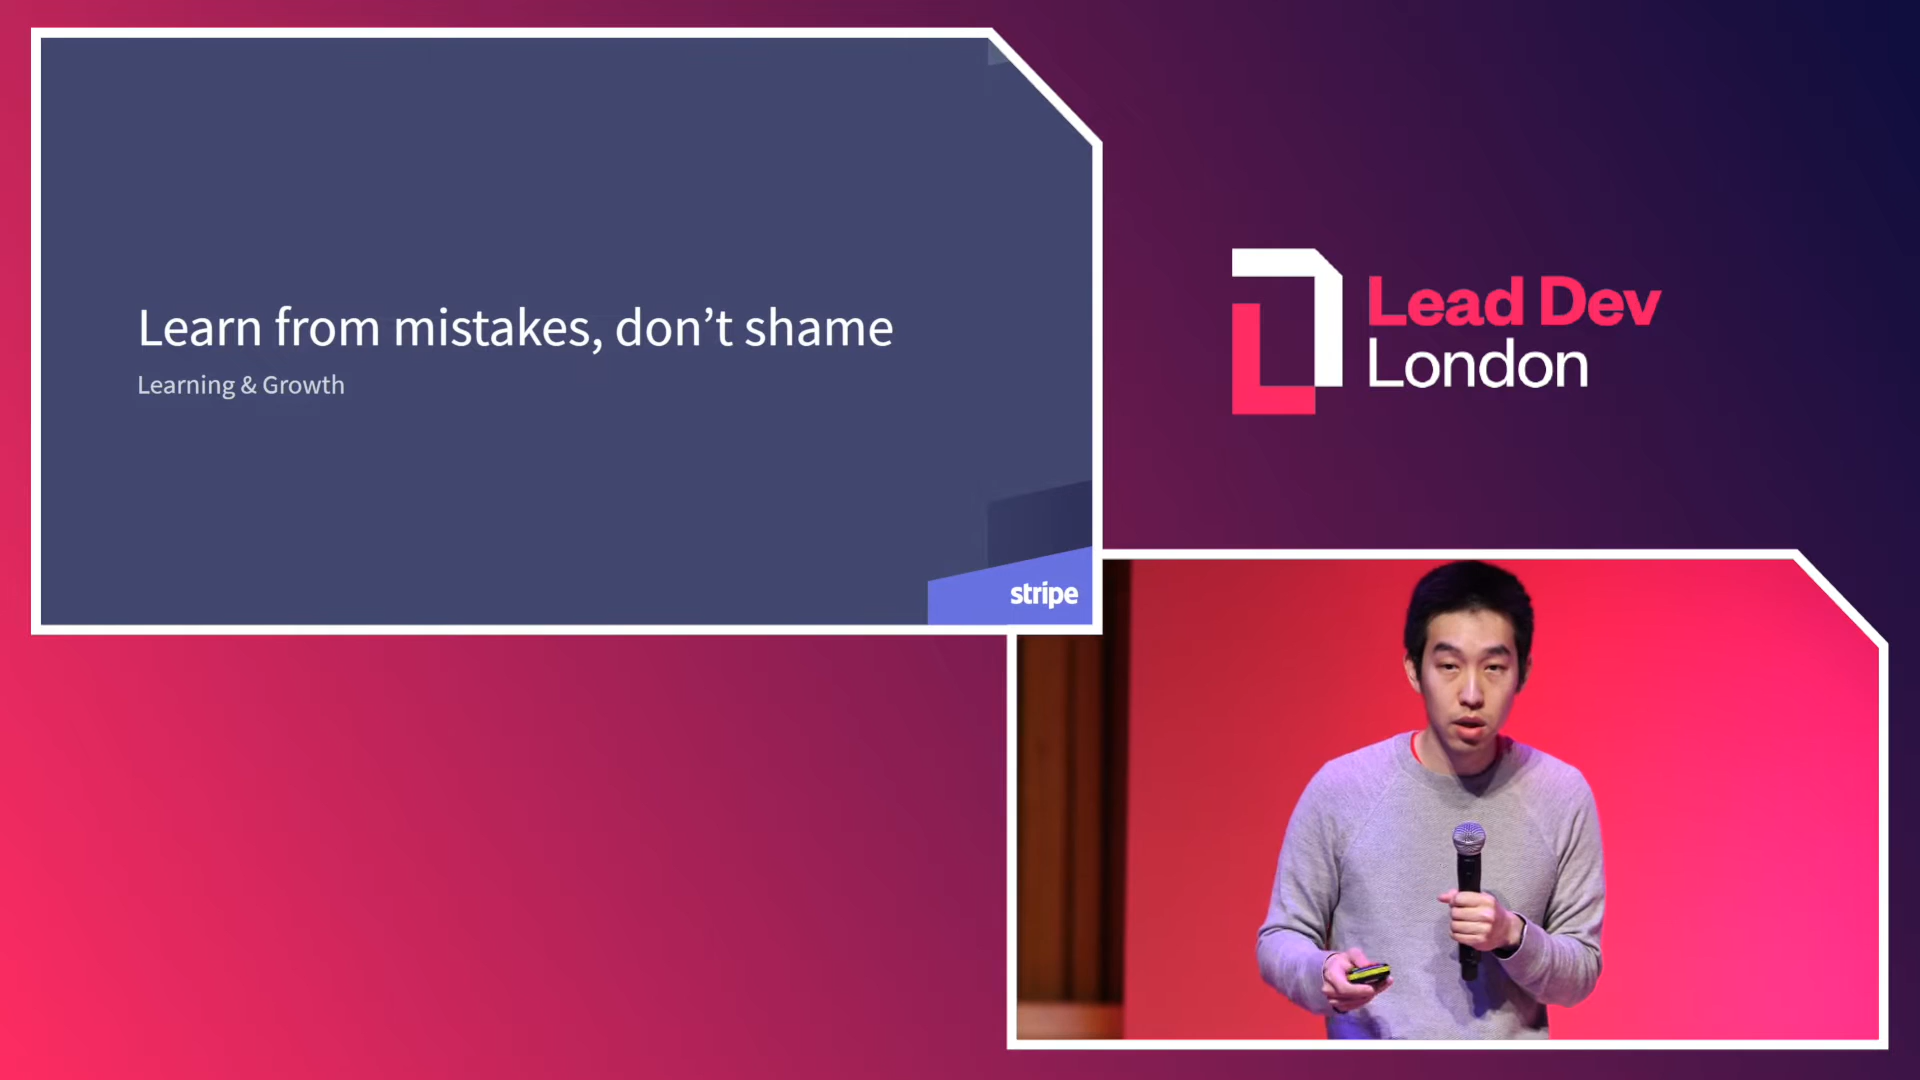 Learn from mistakes, don’t shame
Learning & Growth
stripe
Lead Dev
London